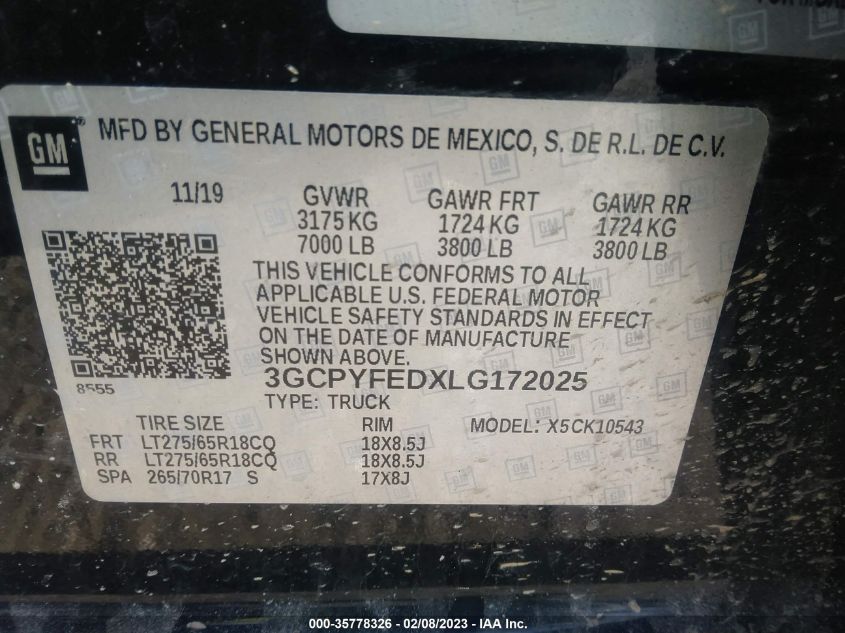 GM
MFD BY GENERAL MOTORS DE MEXICO, S. DE R.L. DE C.V.
11/19 GVWR GAWR FRT GAWR RR
3175 KG 1724 KG 1724 KG
7000 LB 3800 LB 3800 LB
THIS VEHICLE CONFORMS TO ALL
APPLICABLE U.S. FEDERAL MOTOR
VEHICLE SAFETY STANDARDS IN EFFECT
ON THE DATE OF MANUFACTURE
SHOWN ABOVE.
8555
3GCPYFEDXLG172025
TYPE: TRUCK
TIRE SIZE RIM MODEL: X5CK10543
FRT LT275/65R18CQ 18X8.5J
RR LT275/65R18CQ 18X8.5J
SPA 265/70R17 S 17X8J
000-35778326 - 02/08/2023 - IAA Inc.